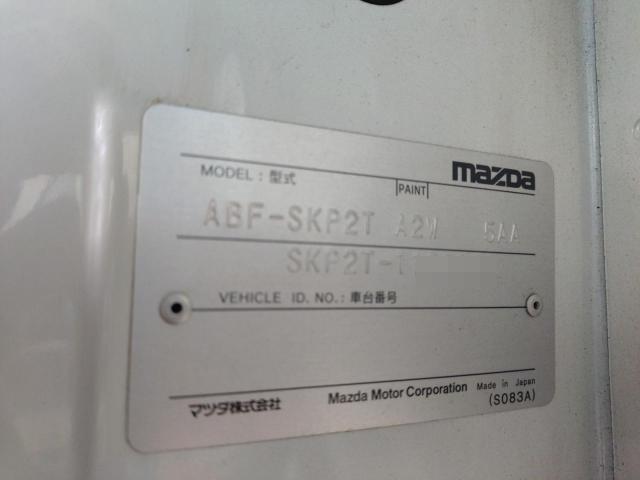 mazda
MODEL : 型式 PAINT
ABF-SKP2T A2W 5AA
SKP2T-1
VEHICLE ID. NO. : 車台番号
マツダ株式会社 Mazda Motor Corporation Made in Japan
(S083A)